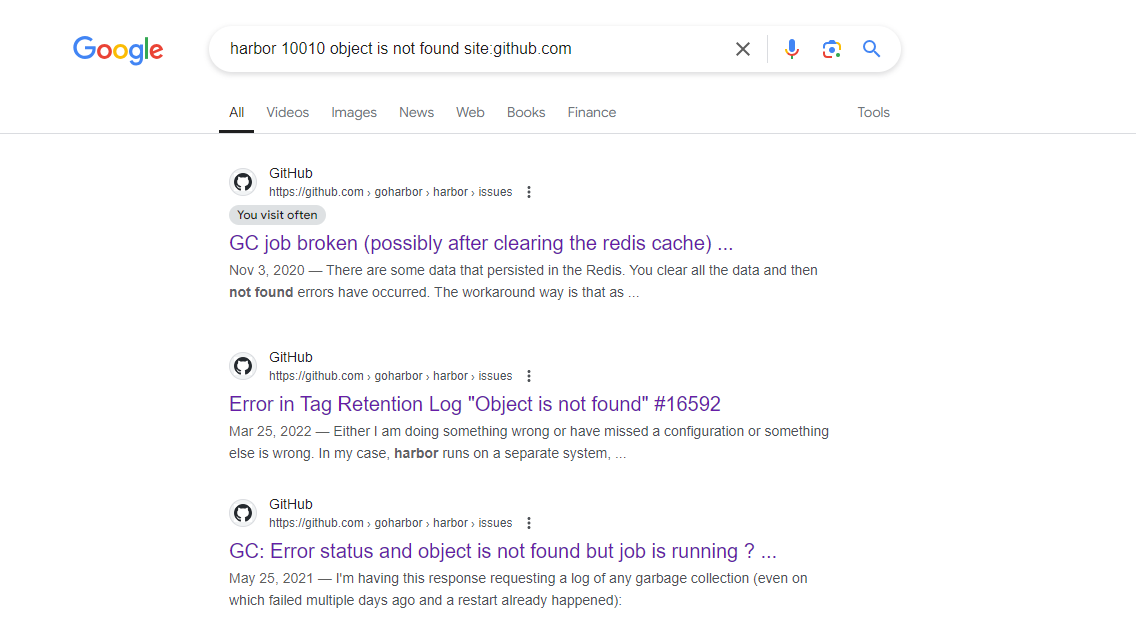 Google
harbor 10010 object is not found site:github.com
All Videos Images News Web Books Finance Tools
GitHub
https://github.com › goharbor › harbor › issues
You visit often
GC job broken (possibly after clearing the redis cache) ...
Nov 3, 2020 — There are some data that persisted in the Redis. You clear all the data and then
not found errors have occurred. The workaround way is that as ...
GitHub
https://github.com › goharbor › harbor › issues
Error in Tag Retention Log "Object is not found" #16592
Mar 25, 2022 — Either I am doing something wrong or have missed a configuration or something
else is wrong. In my case, harbor runs on a separate system, ...
GitHub
https://github.com › goharbor › harbor › issues
GC: Error status and object is not found but job is running ? ...
May 25, 2021 — I'm having this response requesting a log of any garbage collection (even on
which failed multiple days ago and a restart already happened):